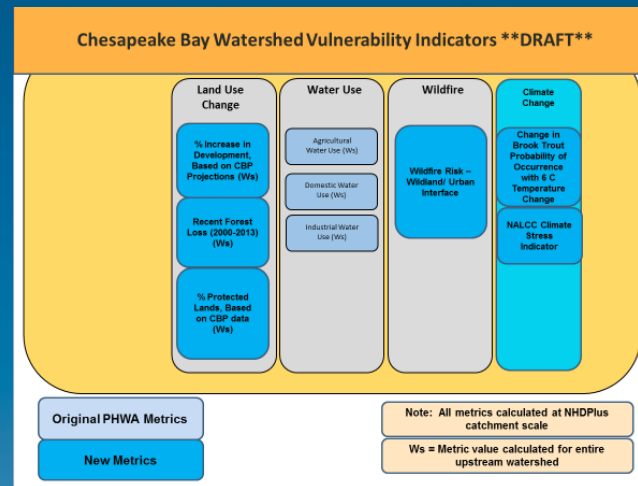 Chesapeake Bay Watershed Vulnerability Indicators **DRAFT**
Land Use
Change
% Increase in
Development,
Based on CBP
Projections (Ws)
Recent Forest
Loss (2000-2013)
(Ws)
% Protected
Lands, Based
on CBP data
(Ws)
Water Use
Agricultural
Water Use (Ws)
Domestic Water
Use (Ws)
Industrial Water
Use (Ws)
Wildfire
Wildfire Risk –
Wildland/ Urban
Interface
Climate
Change
Change in
Brook Trout
Probability of
Occurrence
with 6 C
Temperature
Change
NALCC Climate
Stress
Indicator
Original PHWA Metrics
New Metrics
Note: All metrics calculated at NHDPlus
catchment scale
Ws = Metric value calculated for entire
upstream watershed